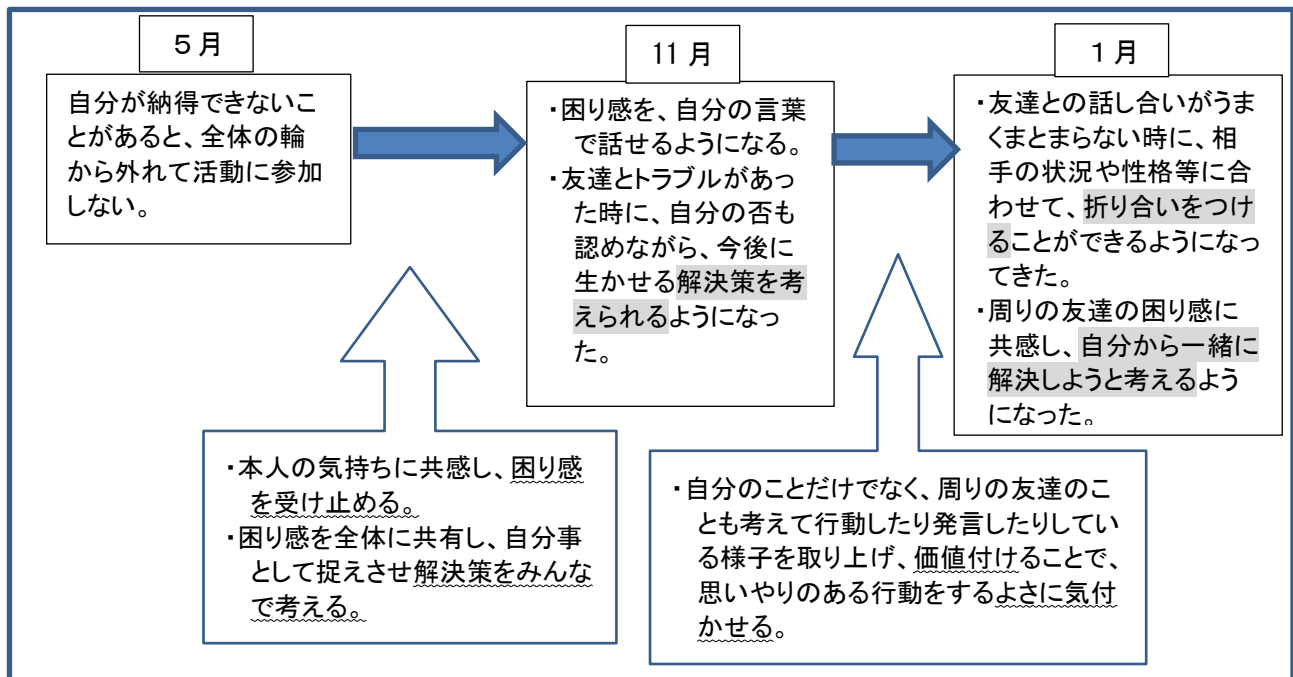 ５月
自分が納得できないこ
とがあると、全体の輪
から外れて活動に参加
しない。
11 月
・困り感を、自分の言葉
で話せるようになる。
・友達とトラブルがあっ
た時に、自分の否も
認めながら、今後に
生かせる解決策を考
えられるようになっ
た。
１月
・友達との話し合いがうま
くまとまらない時に、相
手の状況や性格等に合
わせて、折り合いをつけ
ることができるようになっ
てきた。
・周りの友達の困り感に
共感し、自分から一緒に
解決しようと考えるよう
になった。
・本人の気持ちに共感し、困り感
を受け止める。
・困り感を全体に共有し、自分事
として捉えさせ解決策をみんな
で考える。
・自分のことだけでなく、周りの友達のこ
とも考えて行動したり発言したりしてい
る様子を取り上げ、価値付けることで、
思いやりのある行動をするよさに気付
かせる。